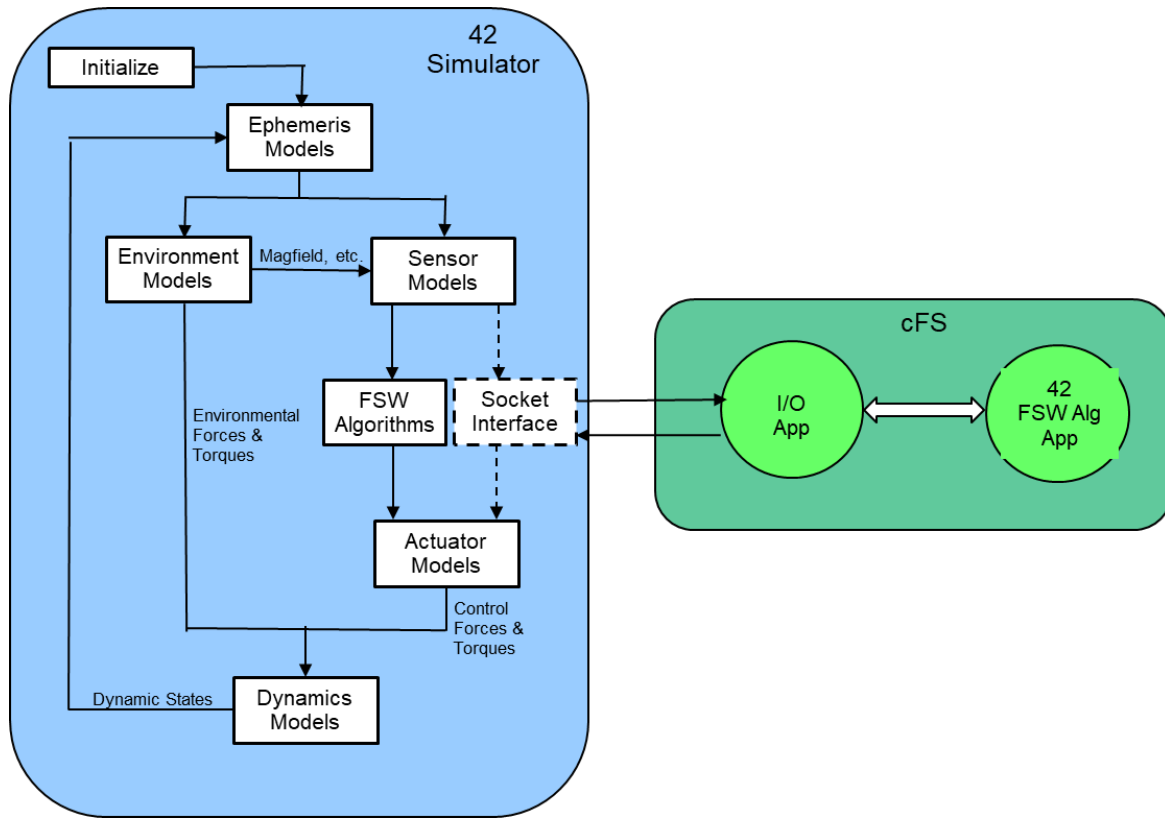 42
Simulator
Initialize
Ephemeris
Models
Environment
Models
Magfield, etc.
Sensor
Models
cFS
FSW
Algorithms
Socket
Interface
I/O
App
42
FSW Alg
App
Environmental
Forces &
Torques
Actuator
Models
Control
Forces &
Torques
Dynamic States
Dynamics
Models